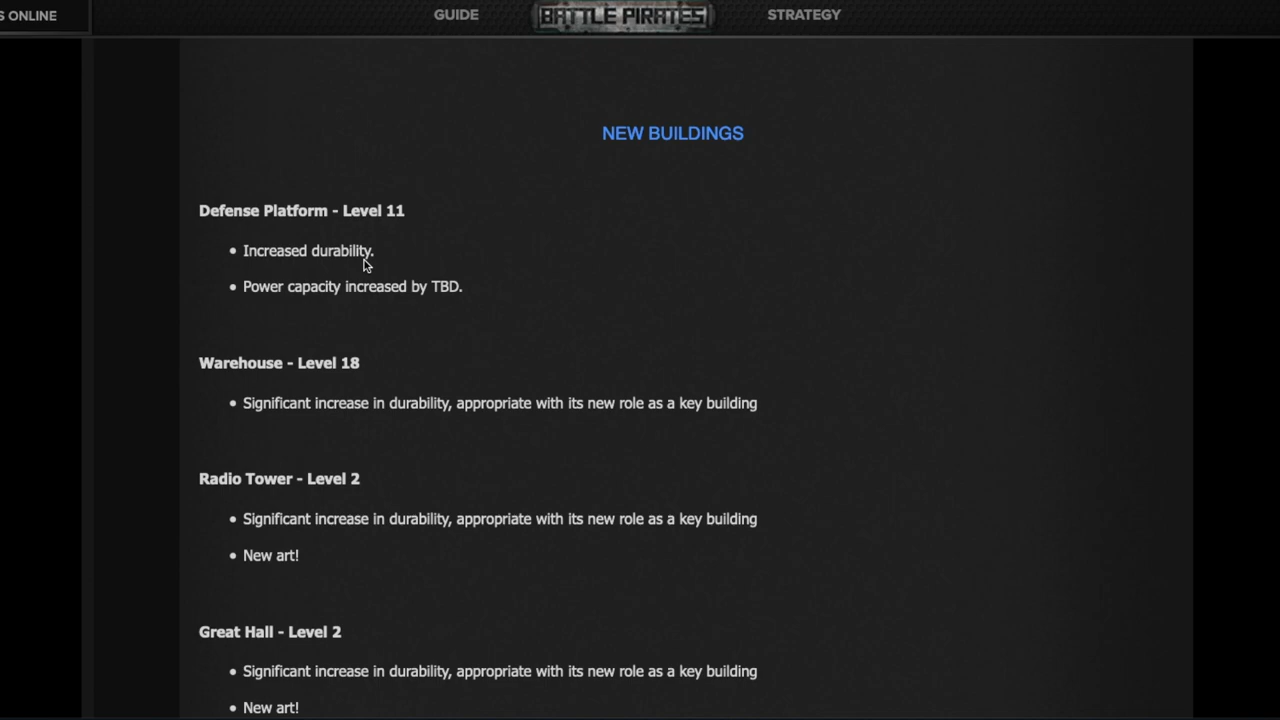 S ONLINE
GUIDE
BATTLE PIRATES
STRATEGY
NEW BUILDINGS
Defense Platform - Level 11
• Increased durability.
• Power capacity increased by TBD.
Warehouse - Level 18
• Significant increase in durability, appropriate with its new role as a key building
Radio Tower - Level 2
• Significant increase in durability, appropriate with its new role as a key building
• New art!
Great Hall - Level 2
• Significant increase in durability, appropriate with its new role as a key building
• New art!